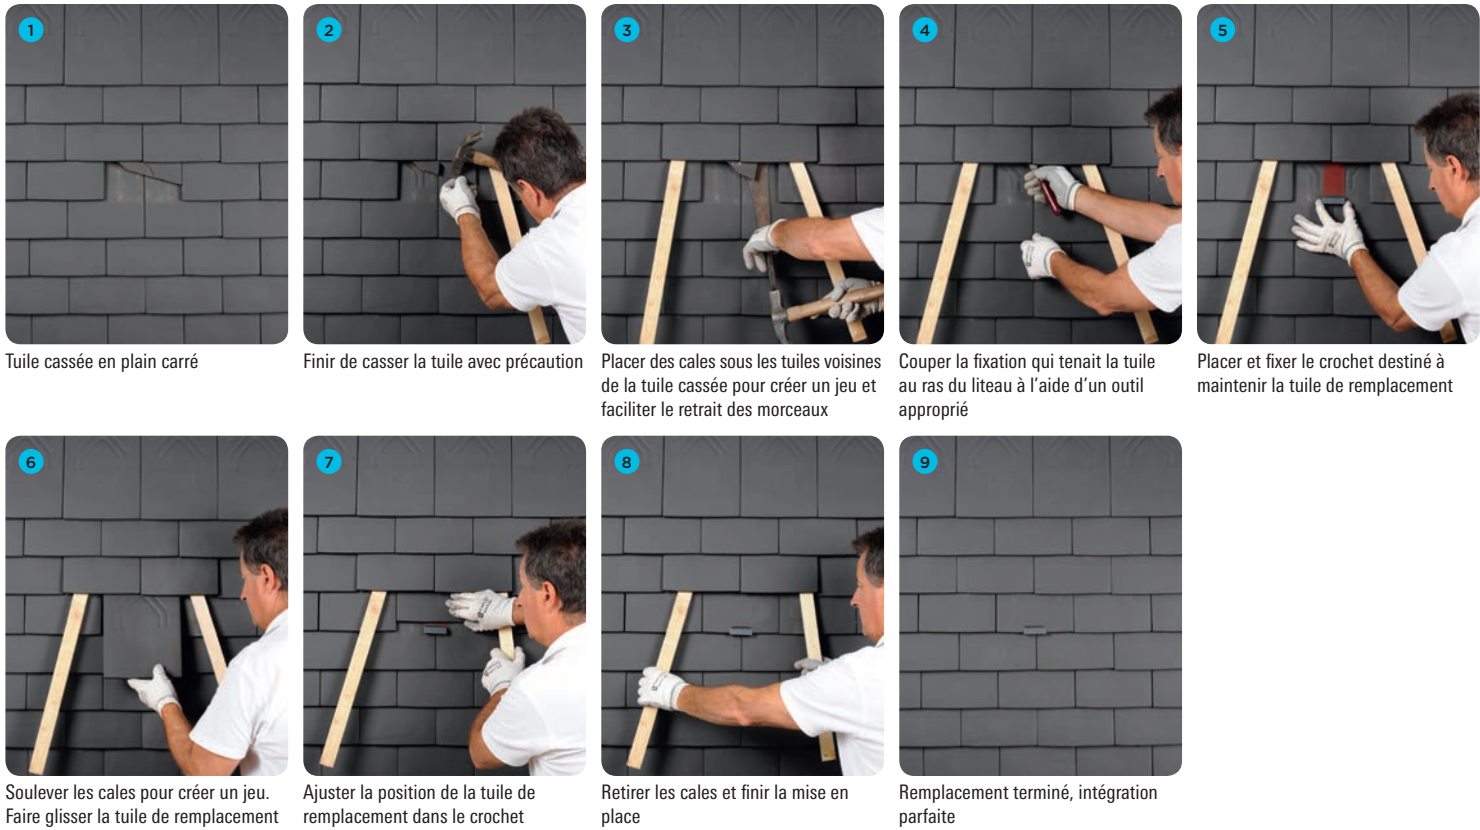 1
Tuile cassée en plain carré
2
Finir de casser la tuile avec précaution
3
Placer des cales sous les tuiles voisines
de la tuile cassée pour créer un jeu et
faciliter le retrait des morceaux
4
Couper la fixation qui tenait la tuile
au ras du liteau à l’aide d’un outil
approprié
5
Placer et fixer le crochet destiné à
maintenir la tuile de remplacement
6
Soulever les cales pour créer un jeu.
Faire glisser la tuile de remplacement
7
Ajuster la position de la tuile de
remplacement dans le crochet
8
Retirer les cales et finir la mise en
place
9
Remplacement terminé, intégration
parfaite